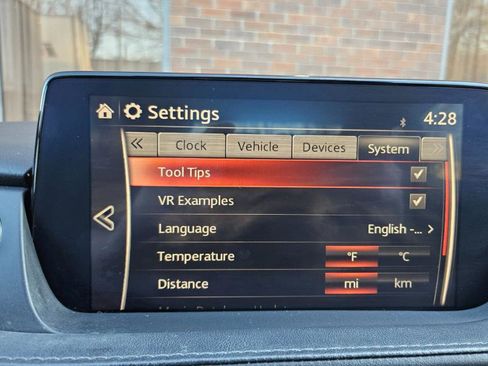 Settings
4:28
Clock Vehicle Devices System
Tool Tips
VR Examples
Language English -...
Temperature °F °C
Distance mi km